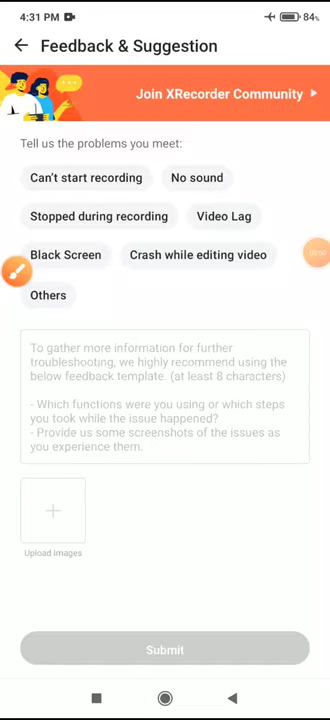 4:31 PM 84%
Feedback & Suggestion
Join XRecorder Community
Tell us the problems you meet:
Can't start recording No sound
Stopped during recording Video Lag
Black Screen Crash while editing video
Others
To gather more information for further
troubleshooting, we highly recommend using the
below feedback template. (at least 8 characters)
- Which functions were you using or which steps
you took while the issue happened?
- Provide us some screenshots of the issues as
you experience them.
Upload Images
Submit